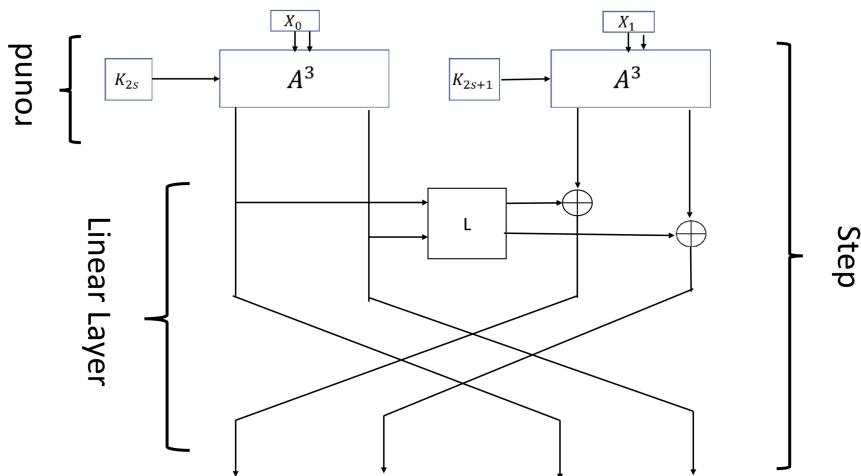 X₀
X₁
round
K₂ₛ
A³
K₂ₛ₊₁
A³
L
Linear Layer
Step